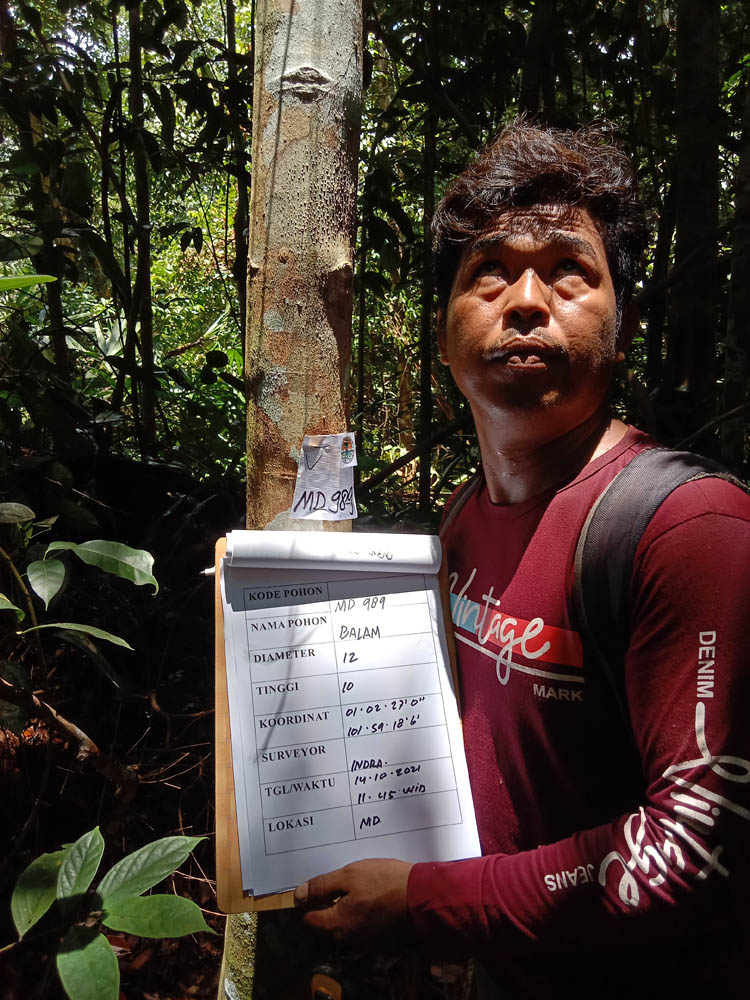 MD 989
KODE POHON MD 989
NAMA POHON BALAM
DIAMETER 12
TINGGI 10
KOORDINAT 01·02·27'0"
101·59·18'6'
SURVEYOR INDRA.
TGL/WAKTU 14·10·2021
11·45 WIB
LOKASI MD
Vintage
MARK
DENIM
Vintage
JEANS